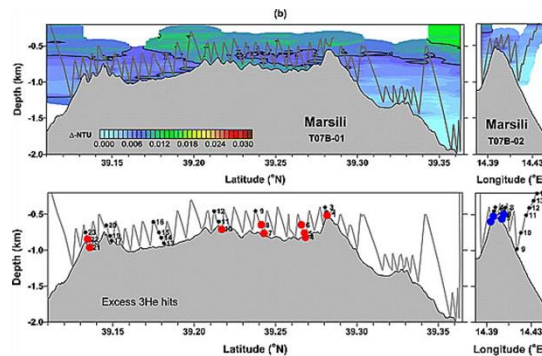 (b)
Depth (km)
-0.5
-1.0
-1.5
-2.0
Δ-NTU
0.000 0.006 0.012 0.018 0.024 0.030
Marsili
T07B-01
39.15 39.20 39.25 39.30 39.35
Latitude (°N)
Marsili
T07B-02
14.39 14.43
Longitude (°E)
Depth (km)
0.0
-0.5
-1.0
-1.5
-2.0
Excess 3He hits
39.15 39.20 39.25 39.30 39.35
Latitude (°N)
14.39 14.43
Longitude (°E